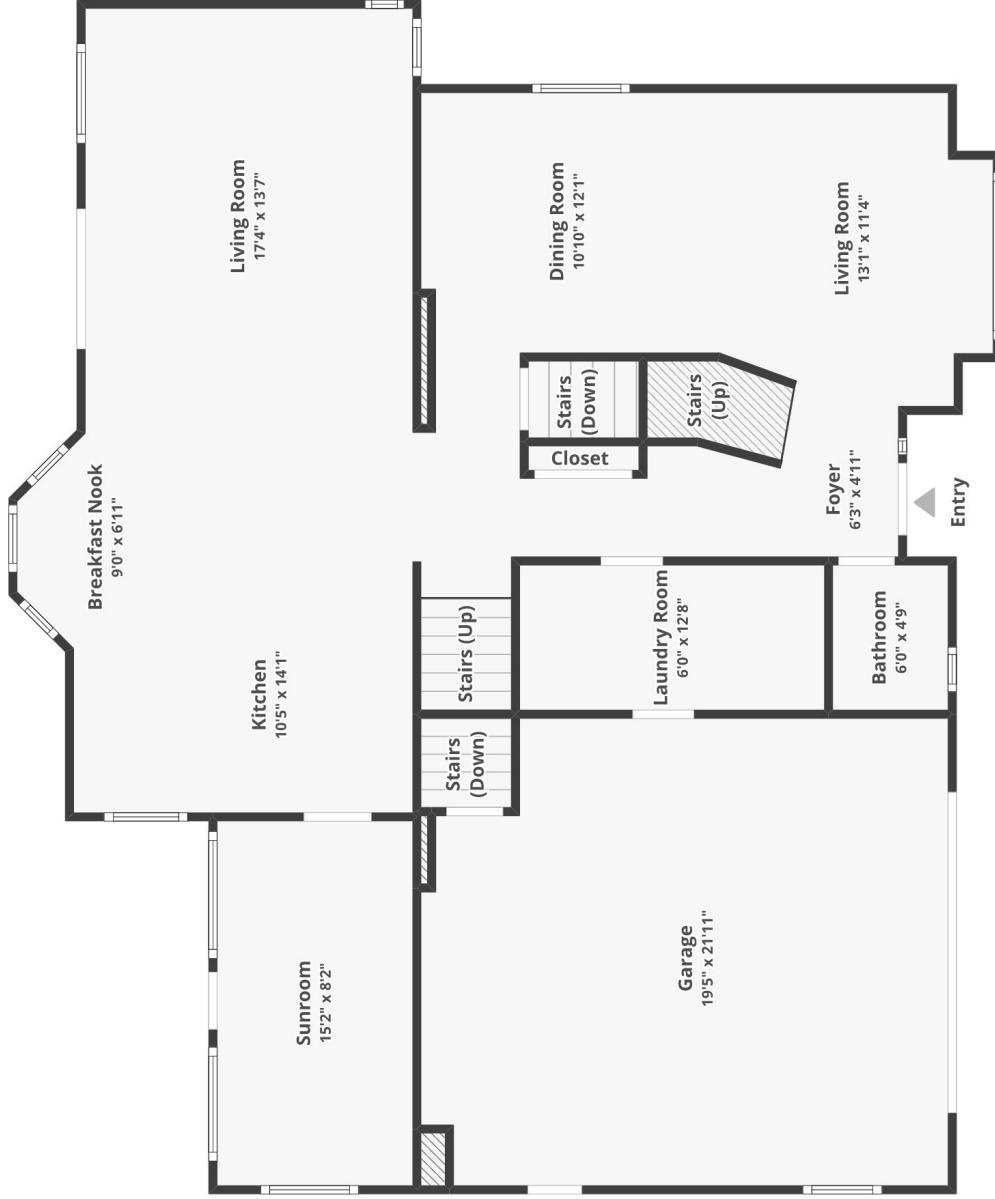 Living Room
17'4" x 13'7"
Dining Room
10'10" x 12'1"
Living Room
13'1" x 11'4"
Stairs
(Down)
Stairs
(Up)
Closet
Breakfast Nook
9'0" x 6'11"
Foyer
6'3" x 4'11"
Entry
Kitchen
10'5" x 14'1"
Stairs (Up)
Laundry Room
6'0" x 12'8"
Bathroom
6'0" x 4'9"
Stairs
(Down)
Sunroom
15'2" x 8'2"
Garage
19'5" x 21'11"